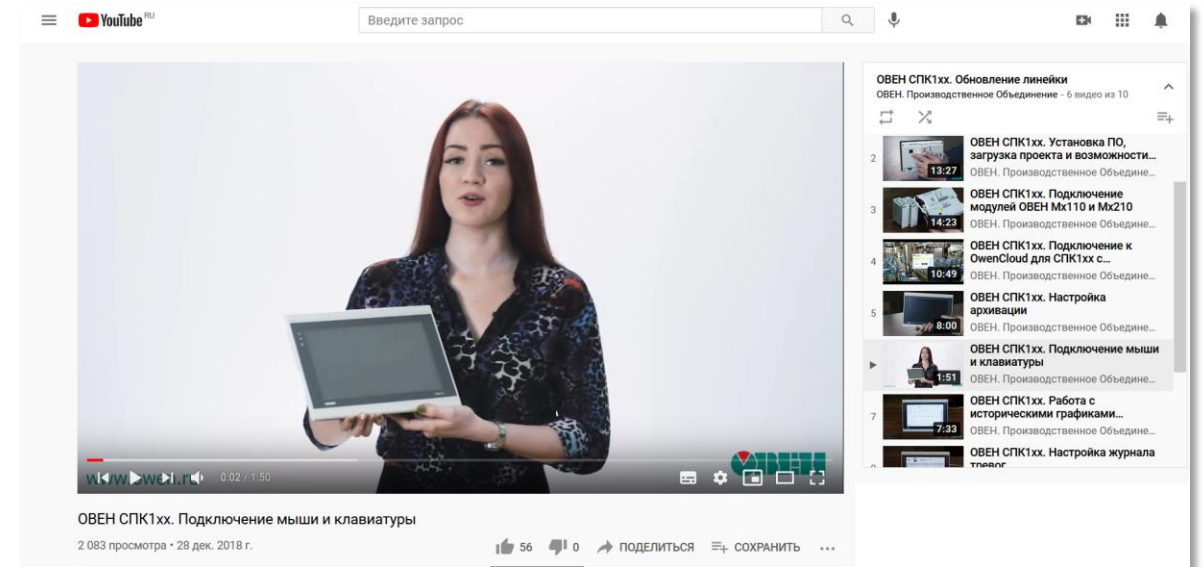 YouTube RU
Введите запрос
www.owen.ru
ОВЕН
0:02 / 1:50
ОВЕН СПК1хх. Подключение мыши и клавиатуры
2 083 просмотра • 28 дек. 2018 г.
56
0
ПОДЕЛИТЬСЯ
СОХРАНИТЬ
ОВЕН СПК1хх. Обновление линейки
ОВЕН. Производственное Объединение - 6 видео из 10
2
13:27
ОВЕН СПК1хх. Установка ПО,
загрузка проекта и возможности...
ОВЕН. Производственное Объедине...
3
14:23
ОВЕН СПК1хх. Подключение
модулей ОВЕН Мх110 и Мх210
ОВЕН. Производственное Объедине...
4
10:49
ОВЕН СПК1хх. Подключение к
OwenCloud для СПК1хх с...
ОВЕН. Производственное Объедине...
5
8:00
ОВЕН СПК1хх. Настройка
архивации
ОВЕН. Производственное Объедине...
1:51
ОВЕН СПК1хх. Подключение мыши
и клавиатуры
ОВЕН. Производственное Объедине...
7
7:33
ОВЕН СПК1хх. Работа с
историческими графиками...
ОВЕН. Производственное Объедине...
ОВЕН СПК1хх. Настройка журнала
тревог